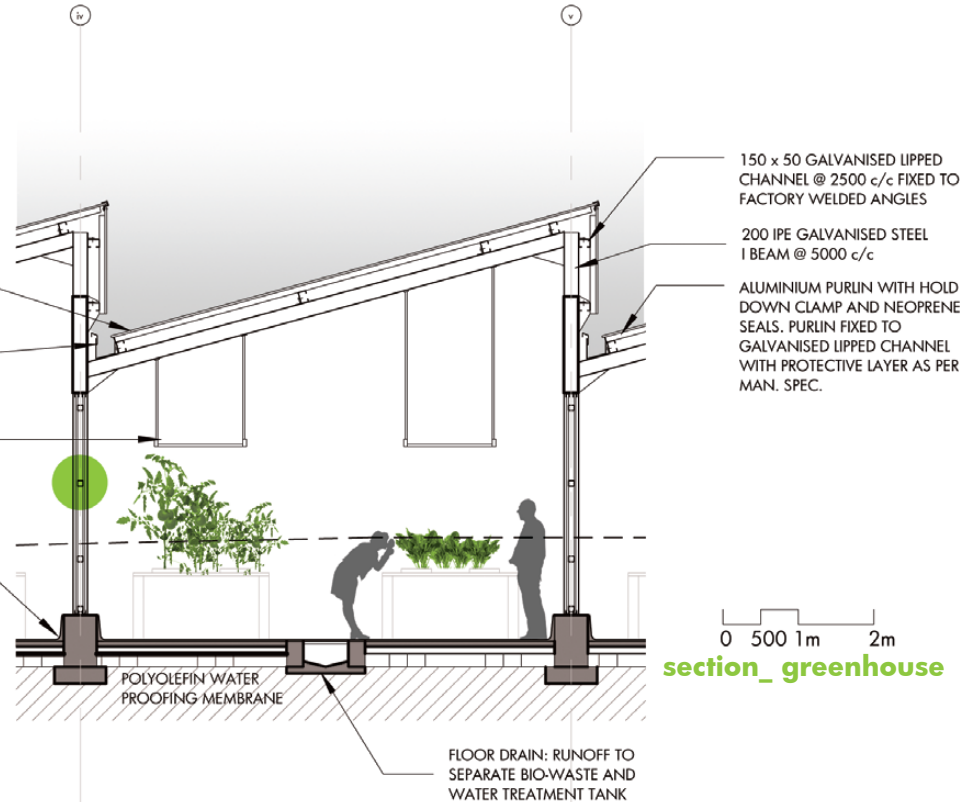 iv
v
150 x 50 GALVANISED LIPPED
CHANNEL @ 2500 c/c FIXED TO
FACTORY WELDED ANGLES
200 IPE GALVANISED STEEL
I BEAM @ 5000 c/c
ALUMINIUM PURLIN WITH HOLD
DOWN CLAMP AND NEOPRENE
SEALS. PURLIN FIXED TO
GALVANISED LIPPED CHANNEL
WITH PROTECTIVE LAYER AS PER
MAN. SPEC.
0 500 1m 2m
section_ greenhouse
POLYOLEFIN WATER
PROOFING MEMBRANE
FLOOR DRAIN: RUNOFF TO
SEPARATE BIO-WASTE AND
WATER TREATMENT TANK